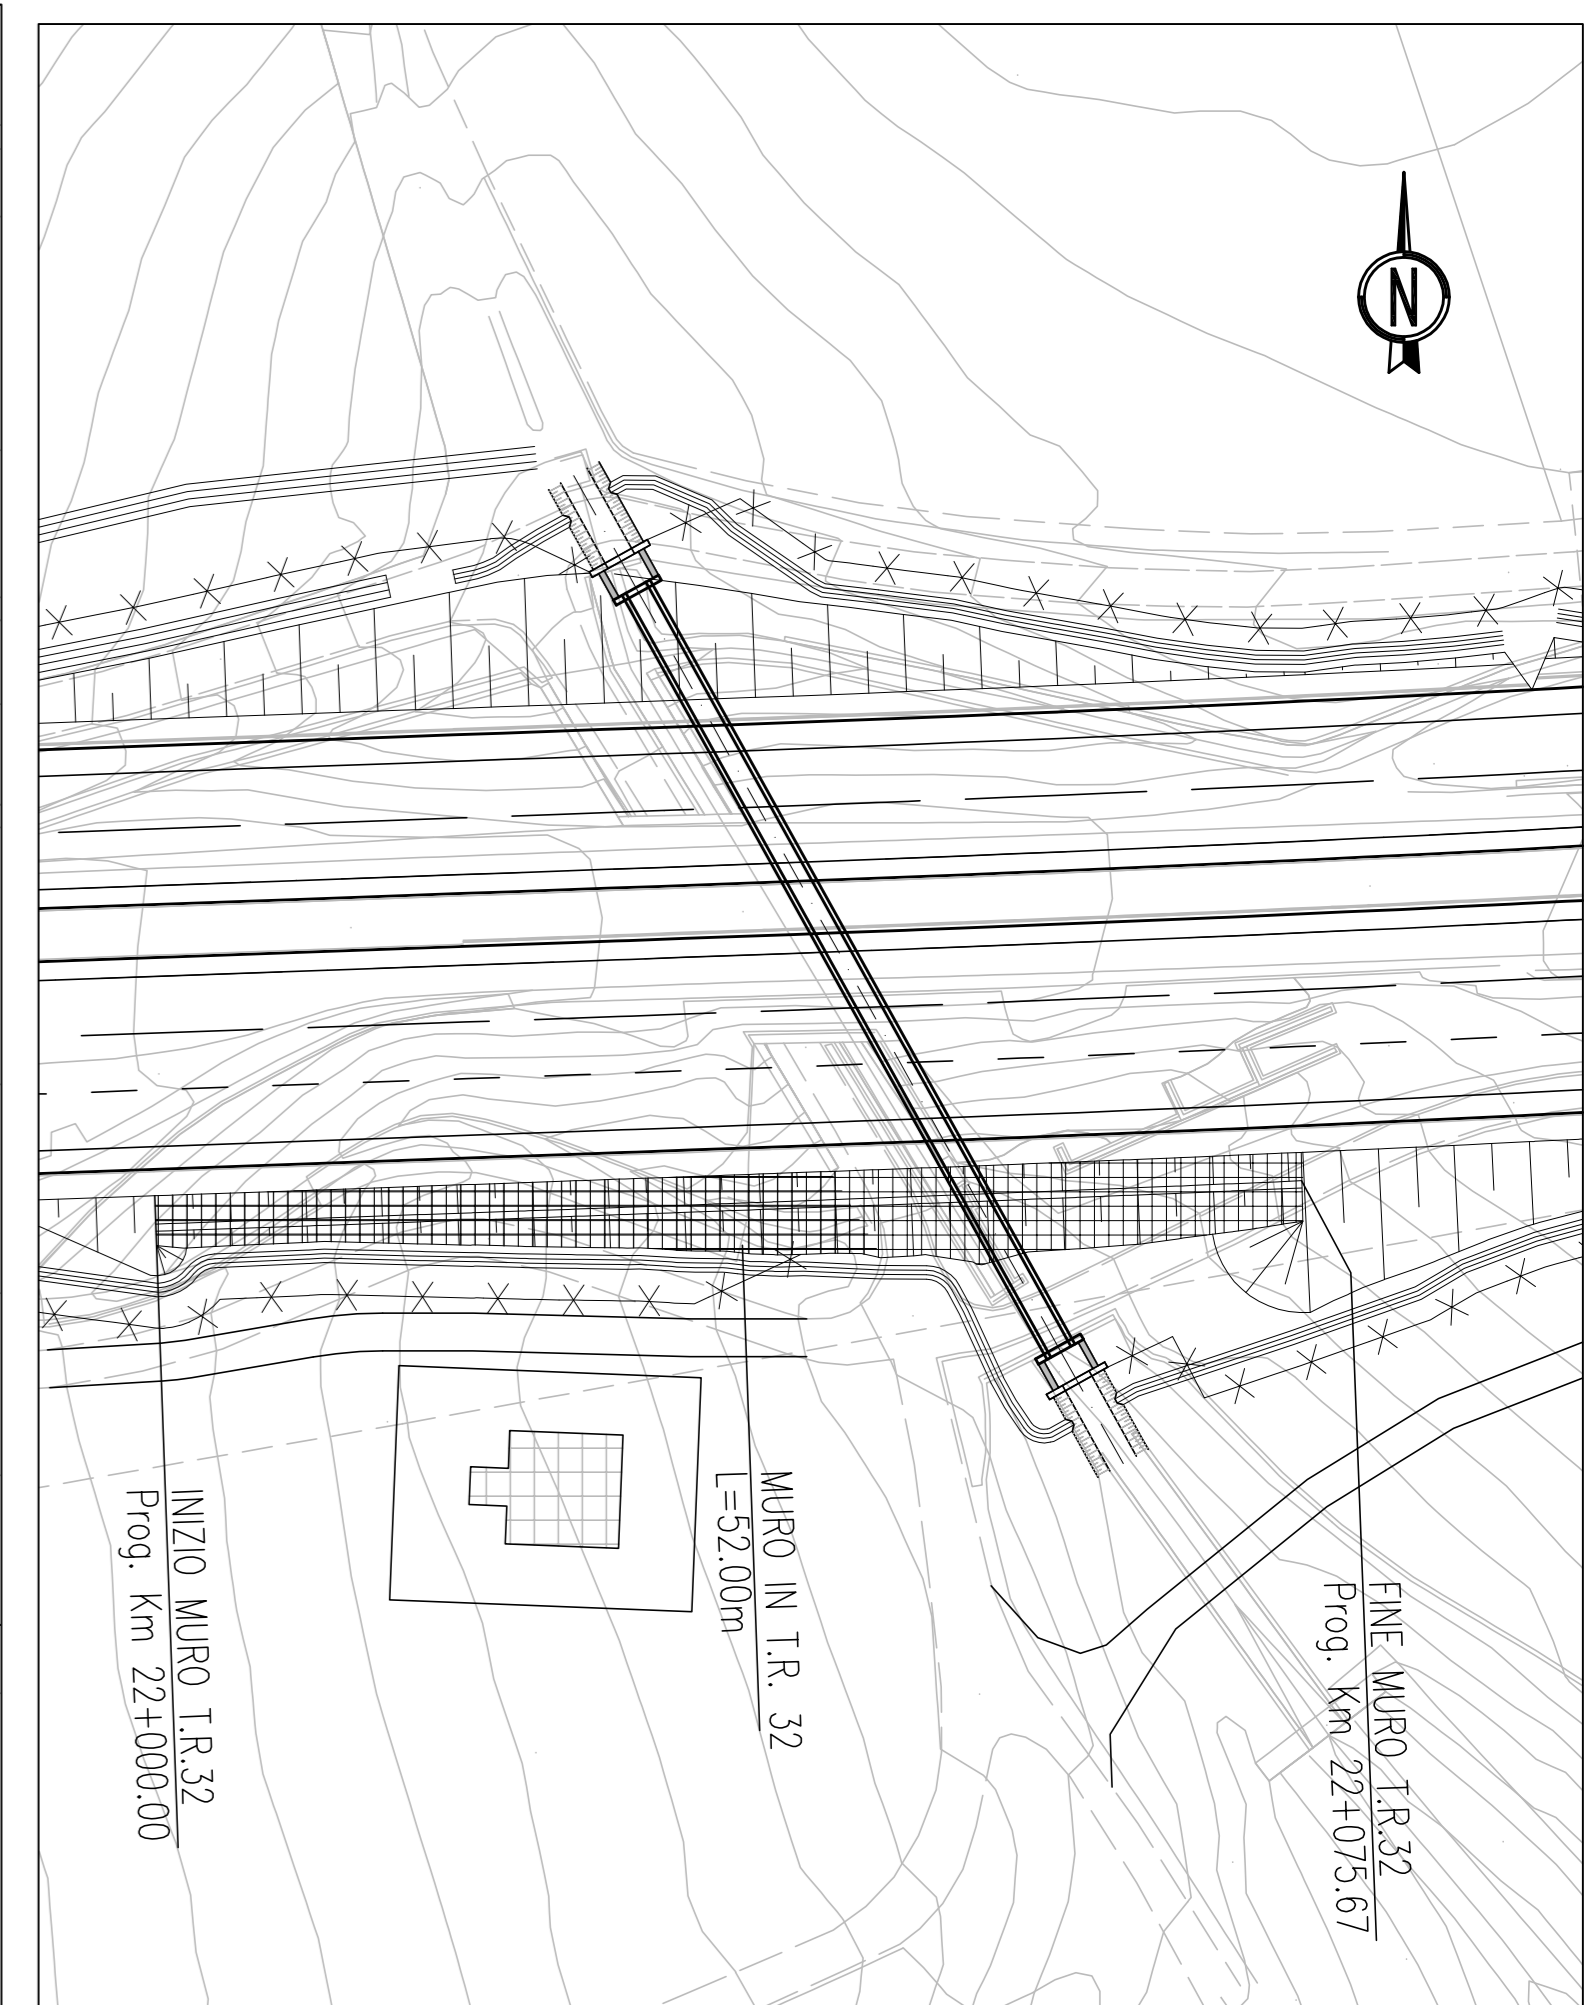 N
INIZIO MURO T.R.32
Prog. Km 22+000.00
MURO IN T.R. 32
L=52.00m
FINE MURO T.R.32
Prog. Km 22+075.67